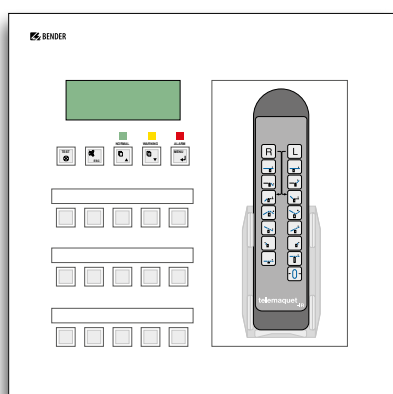 BENDER
NORMAL WARNING ALARM
TEST ESC MENU
R L
0
telemaquet